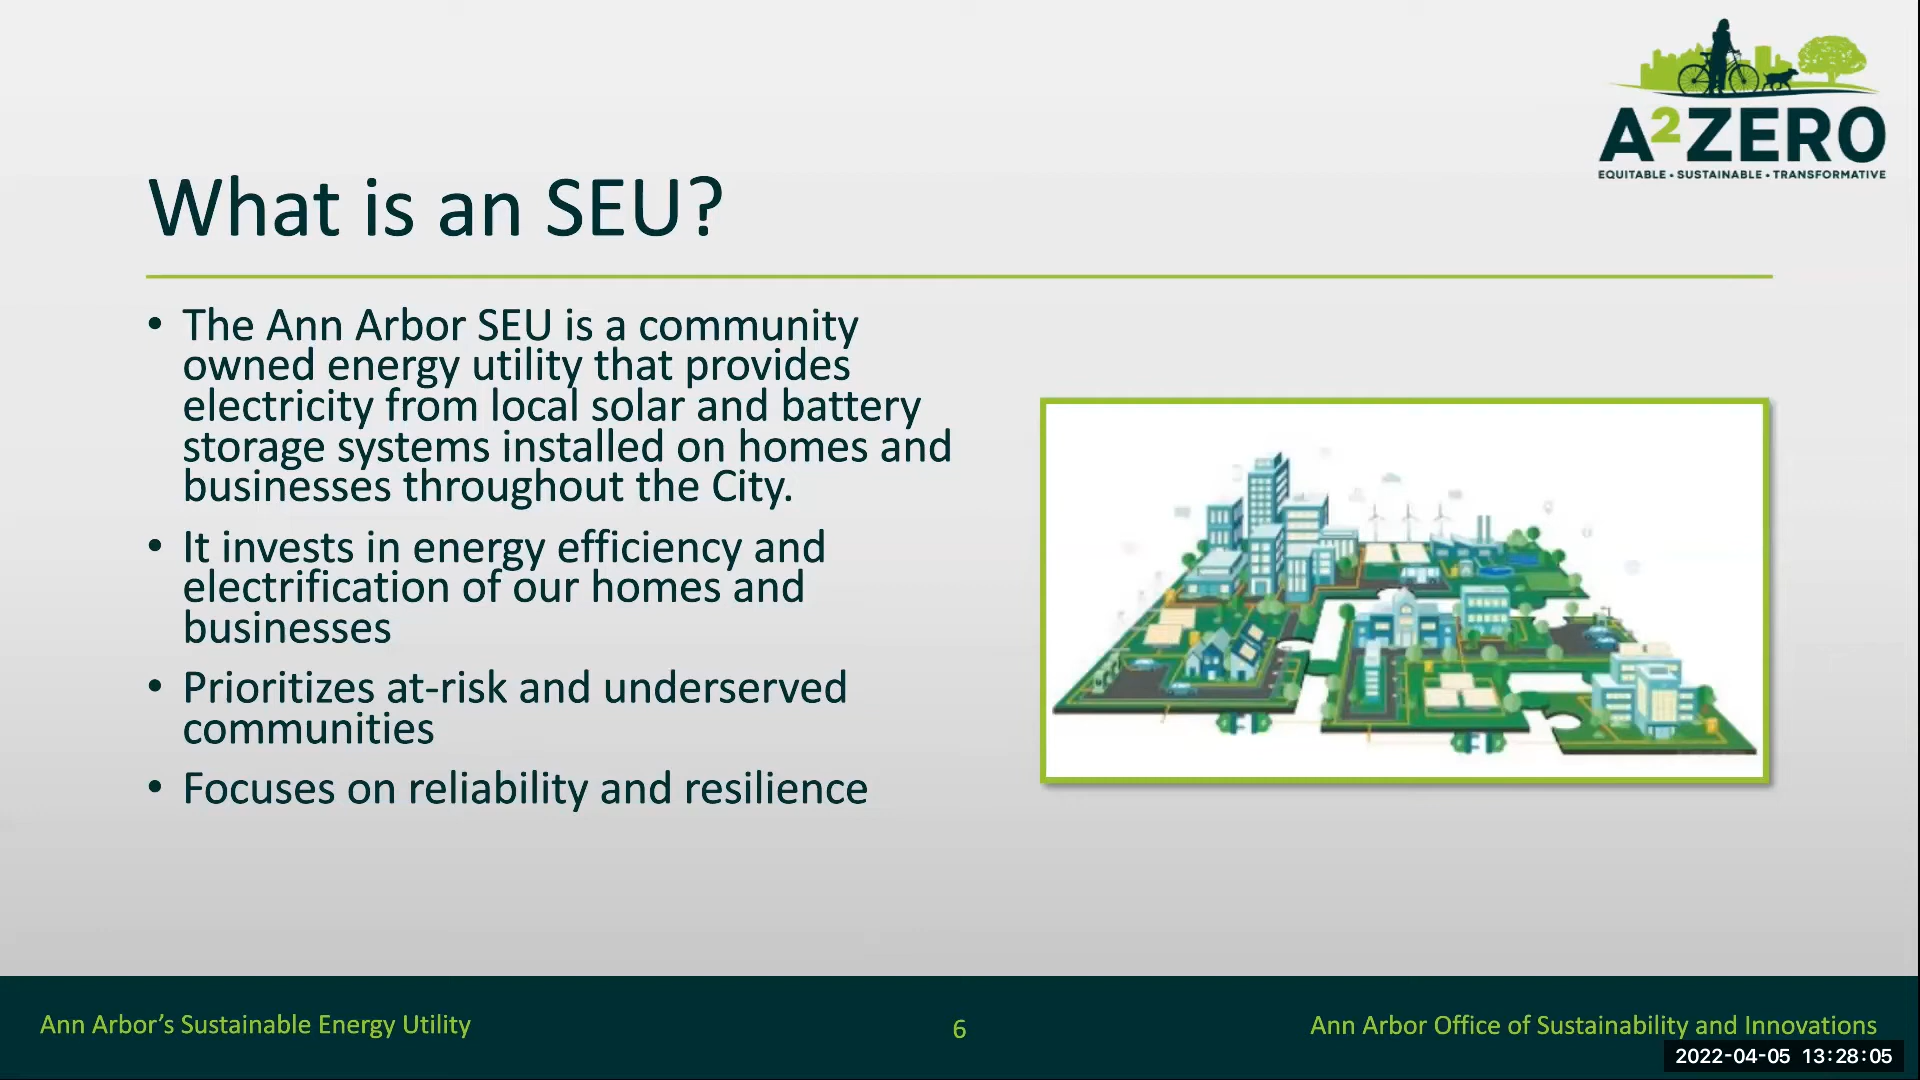 A2ZERO
EQUITABLE • SUSTAINABLE • TRANSFORMATIVE
What is an SEU?
• The Ann Arbor SEU is a community
owned energy utility that provides
electricity from local solar and battery
storage systems installed on homes and
businesses throughout the City.
• It invests in energy efficiency and
electrification of our homes and
businesses
• Prioritizes at-risk and underserved
communities
• Focuses on reliability and resilience
Ann Arbor’s Sustainable Energy Utility
6
Ann Arbor Office of Sustainability and Innovations
2022-04-05 13:28:05